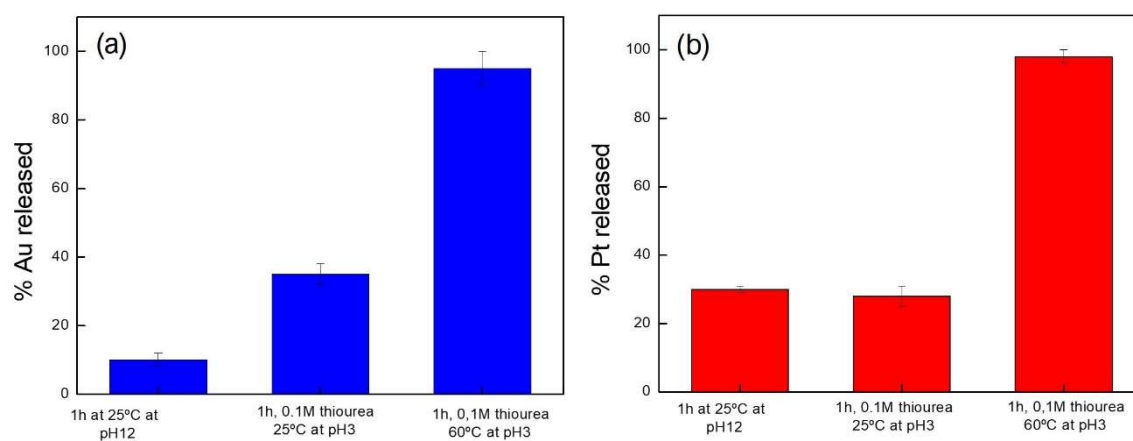 (a)
% Au released
100
80
60
40
20
0
1h at 25ºC at
pH12
1h, 0.1M thiourea
25ºC at pH3
1h, 0,1M thiourea
60ºC at pH3
(b)
% Pt released
100
80
60
40
20
0
1h at 25ºC at
pH12
1h, 0.1M thiourea
25ºC at pH3
1h, 0,1M thiourea
60ºC at pH3